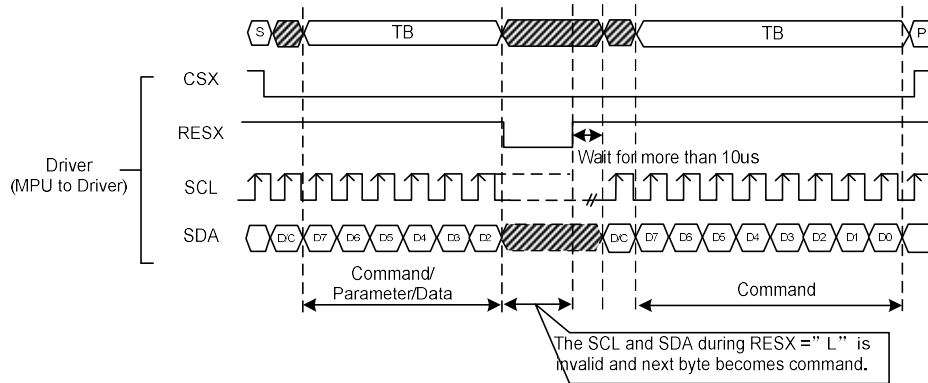 S TB TB P
CSX
RESX
Wait for more than 10us
Driver
(MPU to Driver)
SCL
SDA D/C D7 D6 D5 D4 D3 D2 D/C D7 D6 D5 D4 D3 D2 D1 D0
Command/
Parameter/Data
Command
The SCL and SDA during RESX =" L" is
invalid and next byte becomes command.